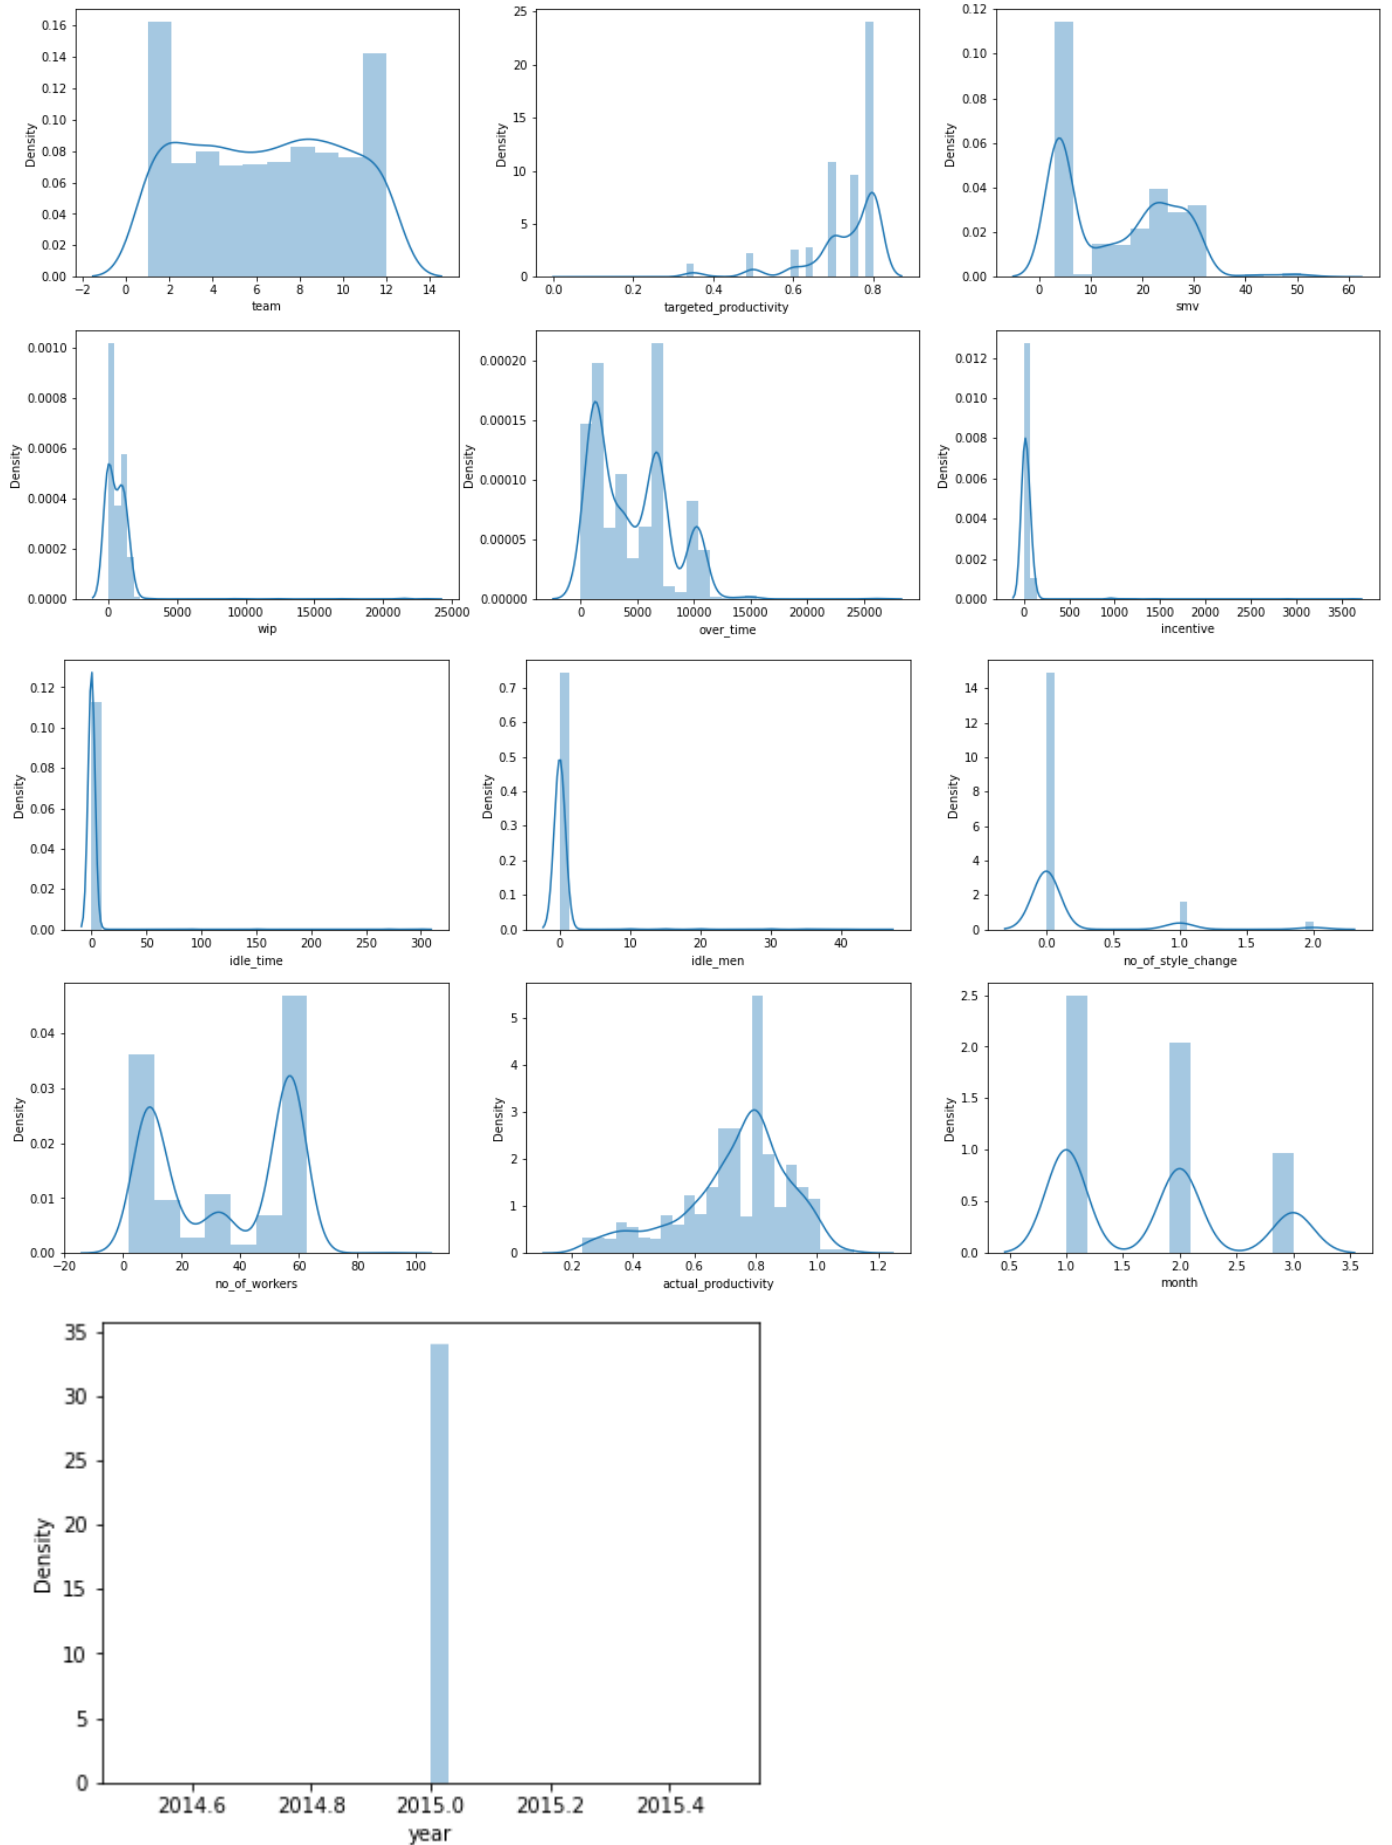 0.16
0.14
0.12
0.10
0.08
0.06
0.04
0.02
0.00
Density
−2 0 2 4 6 8 10 12 14
team
25
20
15
10
5
0
Density
0.0 0.2 0.4 0.6 0.8
targeted_productivity
0.12
0.10
0.08
0.06
0.04
0.02
0.00
Density
0 10 20 30 40 50 60
smv
0.0010
0.0008
0.0006
0.0004
0.0002
0.0000
Density
0 5000 10000 15000 20000 25000
wip
0.00020
0.00015
0.00010
0.00005
0.00000
Density
0 5000 10000 15000 20000 25000
over_time
0.012
0.010
0.008
0.006
0.004
0.002
0.000
Density
0 500 1000 1500 2000 2500 3000 3500
incentive
0.12
0.10
0.08
0.06
0.04
0.02
0.00
Density
0 50 100 150 200 250 300
idle_time
0.7
0.6
0.5
0.4
0.3
0.2
0.1
0.0
Density
0 10 20 30 40
idle_men
14
12
10
8
6
4
2
0
Density
0.0 0.5 1.0 1.5 2.0
no_of_style_change
0.04
0.03
0.02
0.01
0.00
Density
−20 0 20 40 60 80 100
no_of_workers
5
4
3
2
1
0
Density
0.2 0.4 0.6 0.8 1.0 1.2
actual_productivity
2.5
2.0
1.5
1.0
0.5
0.0
Density
0.5 1.0 1.5 2.0 2.5 3.0 3.5
month
35
30
25
20
15
10
5
0
Density
2014.6 2014.8 2015.0 2015.2 2015.4
year